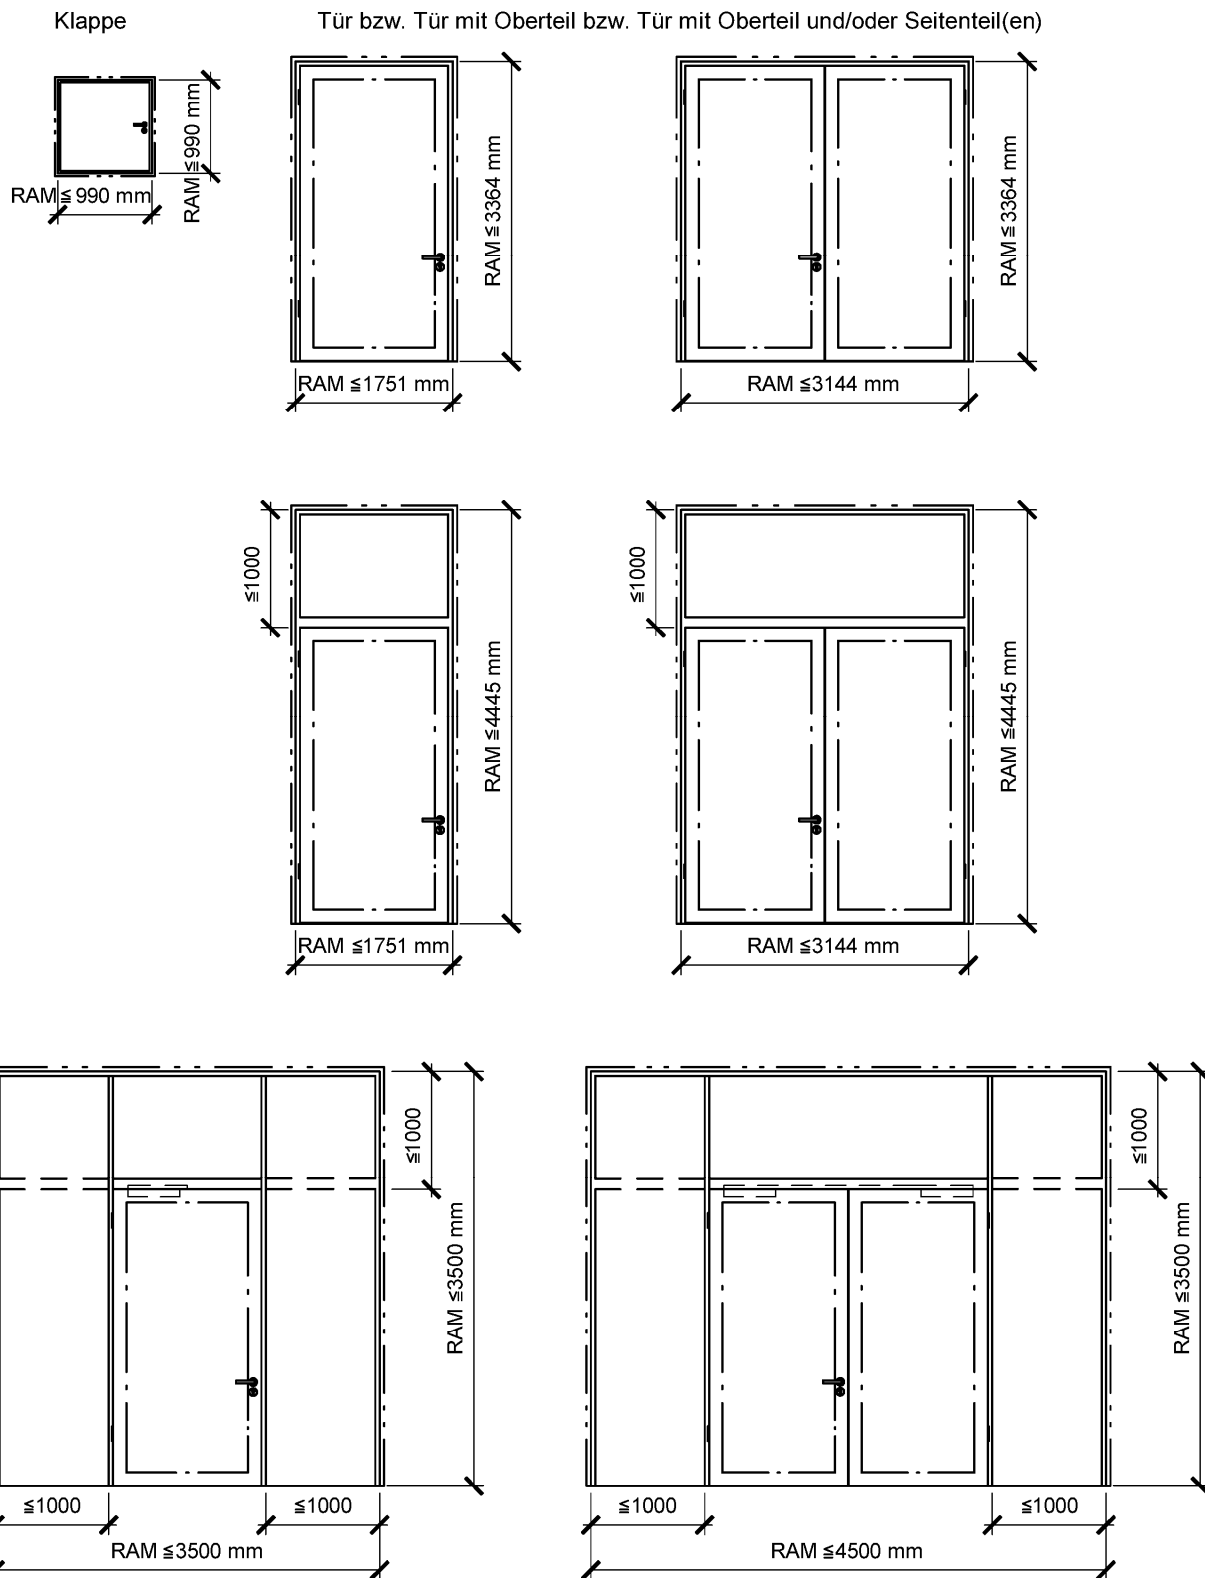 Klappe
Tür bzw. Tür mit Oberteil bzw. Tür mit Oberteil und/oder Seitenteil(en)
RAM ≦ 990 mm
RAM ≦ 990 mm
RAM ≦ 3364 mm
RAM ≦ 1751 mm
RAM ≦ 3364 mm
RAM ≦ 3144 mm
≦1000
RAM ≦ 4445 mm
RAM ≦ 1751 mm
≦1000
RAM ≦ 4445 mm
RAM ≦ 3144 mm
≦1000
RAM ≦ 3500 mm
≦1000
≦1000
RAM ≦ 3500 mm
≦1000
RAM ≦ 3500 mm
≦1000
≦1000
RAM ≦ 4500 mm